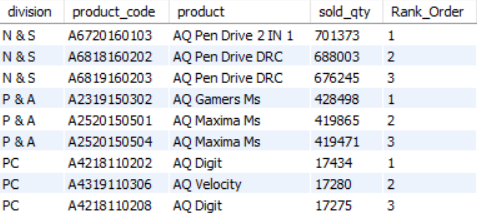 division product_code product sold_qty Rank_Order
N & S A6720160103 AQ Pen Drive 2 IN 1 701373 1
N & S A6818160202 AQ Pen Drive DRC 688003 2
N & S A6819160203 AQ Pen Drive DRC 676245 3
P & A A2319150302 AQ Gamers Ms 428498 1
P & A A2520150501 AQ Maxima Ms 419865 2
P & A A2520150504 AQ Maxima Ms 419471 3
PC A4218110202 AQ Digit 17434 1
PC A4319110306 AQ Velocity 17280 2
PC A4218110208 AQ Digit 17275 3